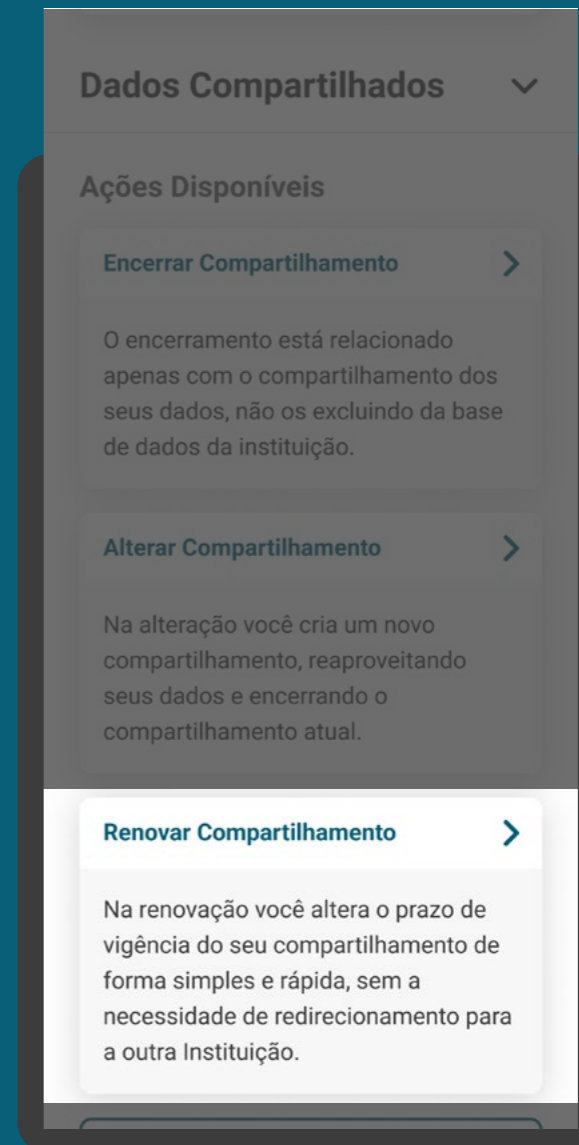 Dados Compartilhados
Ações Disponíveis
Encerrar Compartilhamento
O encerramento está relacionado
apenas com o compartilhamento dos
seus dados, não os excluindo da base
de dados da instituição.
Alterar Compartilhamento
Na alteração você cria um novo
compartilhamento, reaproveitando
seus dados e encerrando o
compartilhamento atual.
Renovar Compartilhamento
Na renovação você altera o prazo de
vigência do seu compartilhamento de
forma simples e rápida, sem a
necessidade de redirecionamento para
a outra Instituição.